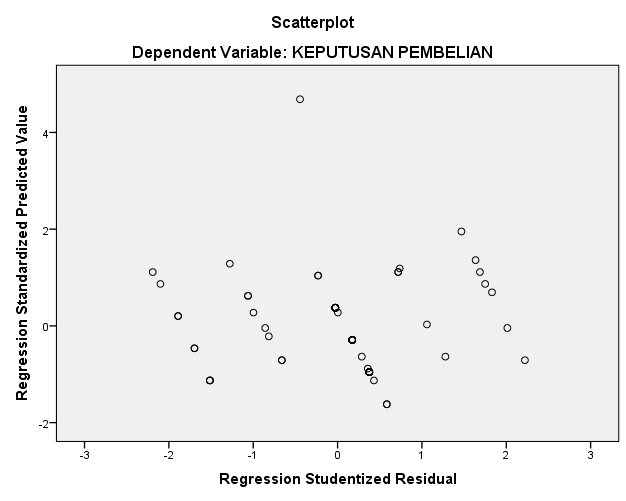 Scatterplot
Dependent Variable: KEPUTUSAN PEMBELIAN
Regression Standardized Predicted Value
4
2
0
-2
-3 -2 -1 0 1 2 3
Regression Studentized Residual